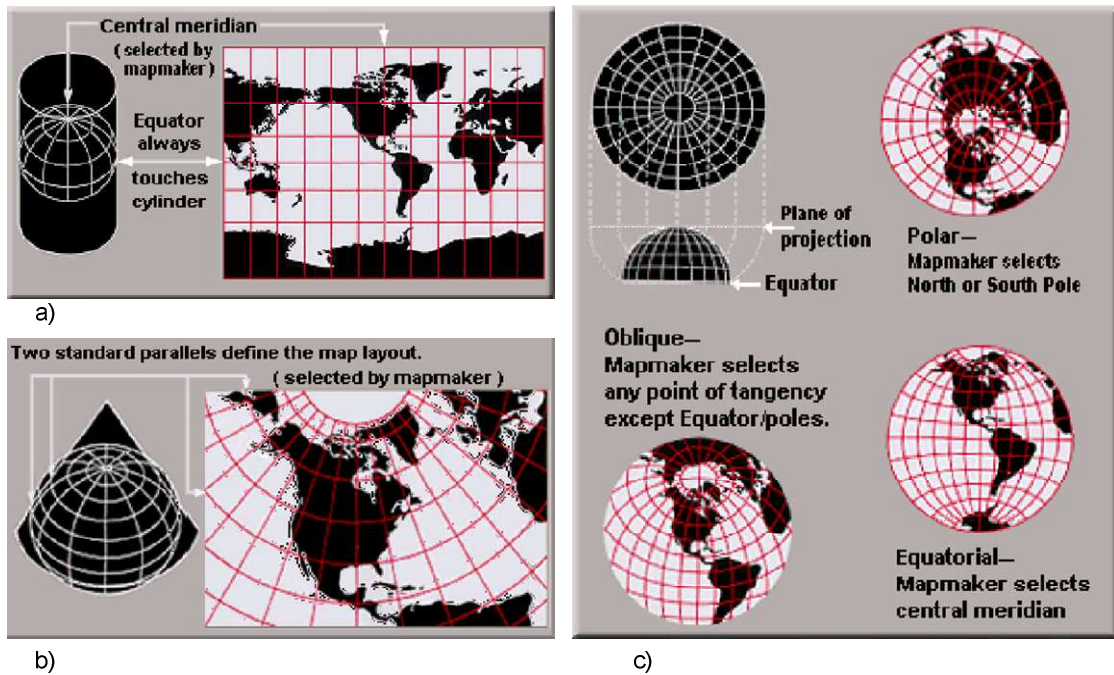 Central meridian
( selected by
mapmaker )
Equator
always
touches
cylinder
a)
Two standard parallels define the map layout.
( selected by mapmaker )
b)
Plane of
projection
Equator
Polar—
Mapmaker selects
North or South Pole
Oblique—
Mapmaker selects
any point of tangency
except Equator/poles.
Equatorial—
Mapmaker selects
central meridian
c)